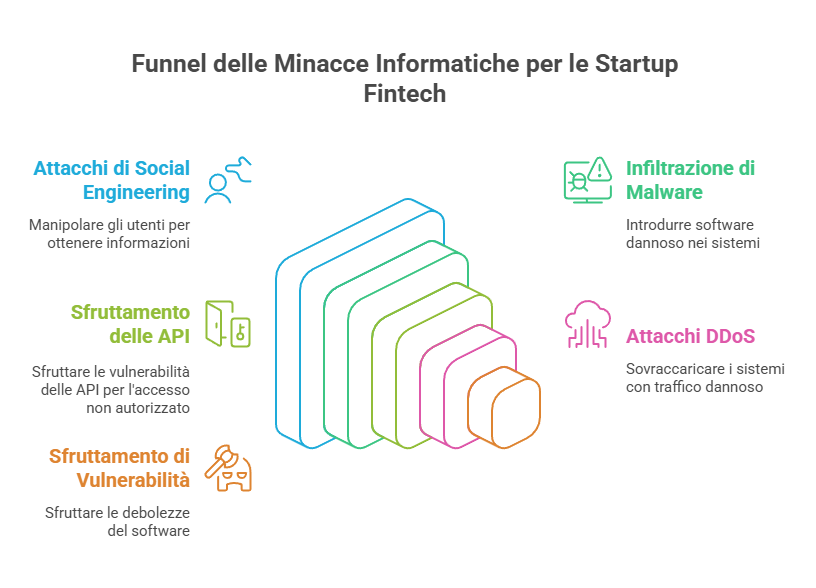 Funnel delle Minacce Informatiche per le Startup
Fintech
Attacchi di Social
Engineering
Manipolare gli utenti per
ottenere informazioni
Infiltrazione di
Malware
Introdurre software
dannoso nei sistemi
Sfruttamento
delle API
Sfruttare le vulnerabilità
delle API per l'accesso
non autorizzato
Attacchi DDoS
Sovraccaricare i sistemi
con traffico dannoso
Sfruttamento di
Vulnerabilità
Sfruttare le debolezze
del software